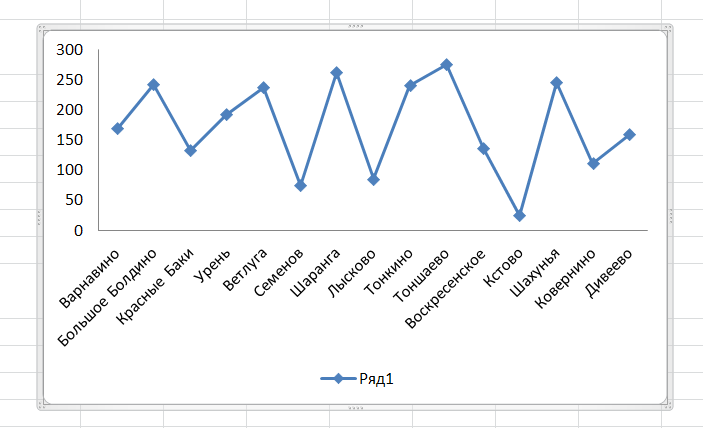 300
250
200
150
100
50
0
Варнавино
Большое Болдино
Красные Баки
Урень
Ветлуга
Семенов
Шаранга
Лысково
Тонкино
Тоншаево
Воскресенское
Кстово
Шахунья
Ковернино
Дивеево
Ряд1